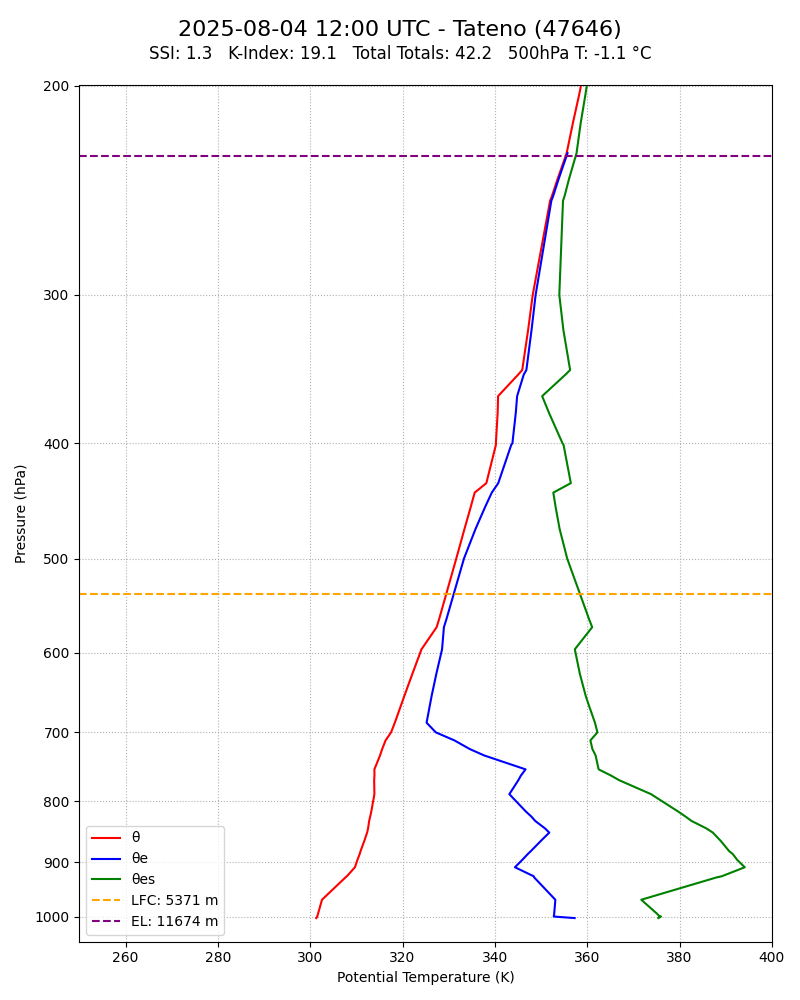 2025-08-04 12:00 UTC - Tateno (47646)
SSI: 1.3   K-Index: 19.1   Total Totals: 42.2   500hPa T: -1.1 °C
200
300
400
500
600
700
800
900
1000
Pressure (hPa)
θ
θe
θes
LFC: 5371 m
EL: 11674 m
260 280 300 320 340 360 380 400
Potential Temperature (K)